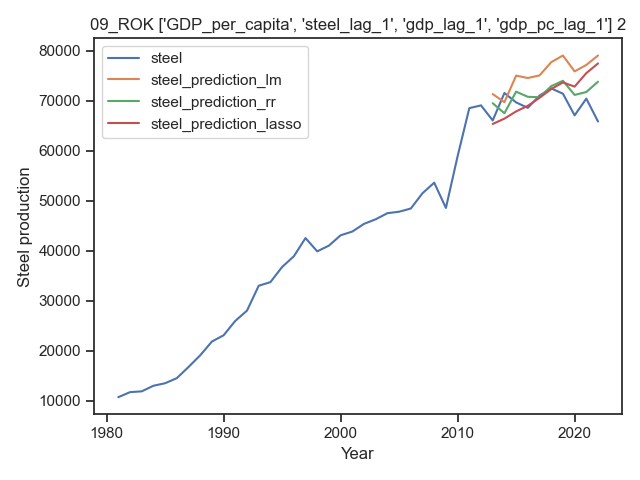 09_ROK ['GDP_per_capita', 'steel_lag_1', 'gdp_lag_1', 'gdp_pc_lag_1'] 2
steel
steel_prediction_lm
steel_prediction_rr
steel_prediction_lasso
80000
70000
60000
50000
40000
30000
20000
10000
Steel production
1980
1990
2000
2010
2020
Year